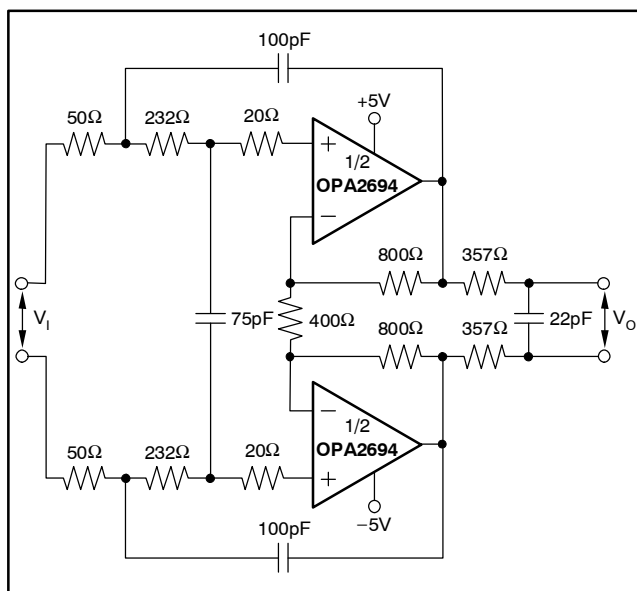 100pF
50Ω 232Ω 20Ω
+5V
+
1/2
OPA2694
−
800Ω 357Ω
V_I 75pF 400Ω 22pF V_O
800Ω 357Ω
−
1/2
OPA2694
50Ω 232Ω 20Ω
+
−5V
100pF